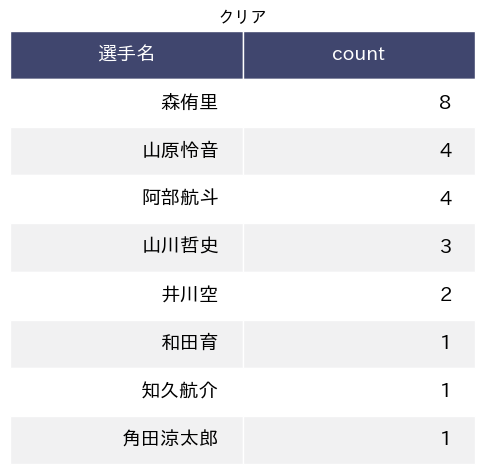 クリア
選手名 count
森侑里 8
山原怜音 4
阿部航斗 4
山川哲史 3
井川空 2
和田育 1
知久航介 1
角田涼太郎 1